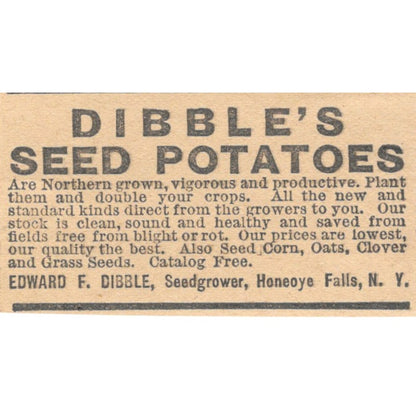 DIBBLE'S
SEED POTATOES
Are Northern grown, vigorous and productive. Plant
them and double your crops. All the new and
standard kinds direct from the growers to you. Our
stock is clean, sound and healthy and saved from
fields free from blight or rot. Our prices are lowest,
our quality the best. Also Seed Corn, Oats, Clover
and Grass Seeds. Catalog Free.
EDWARD F. DIBBLE, Seedgrower, Honeoye Falls, N. Y.